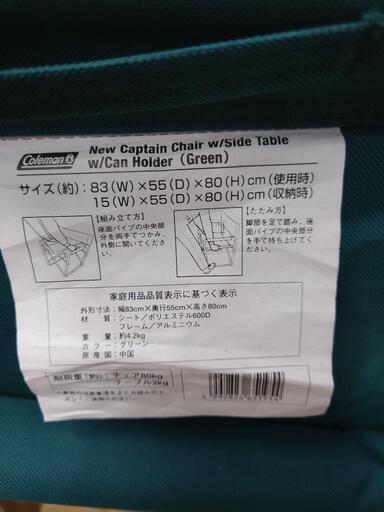 Coleman
New Captain Chair w/Side Table
w/Can Holder (Green)
サイズ(約):83(W)×55(D)×80(H)cm(使用時)
15(W)×55(D)×80(H)cm(収納時)
【組み立て方】
座面パイプの中央部
分を両手でつかみ、
外側に開いてください。
【たたみ方】
脚部を足で踏み、座
面パイプの中央部分
を手で持ち上げてく
ださい。
家庭用品品質表示に基づく表示
外形寸法:幅83cm×奥行55cm×高さ80cm
材質:シート/ポリエステル600D
フレーム/アルミニウム
重量:約4.2kg
カラー:グリーン
原産国:中国
耐荷重(約):チェア80kg
テーブル2kg